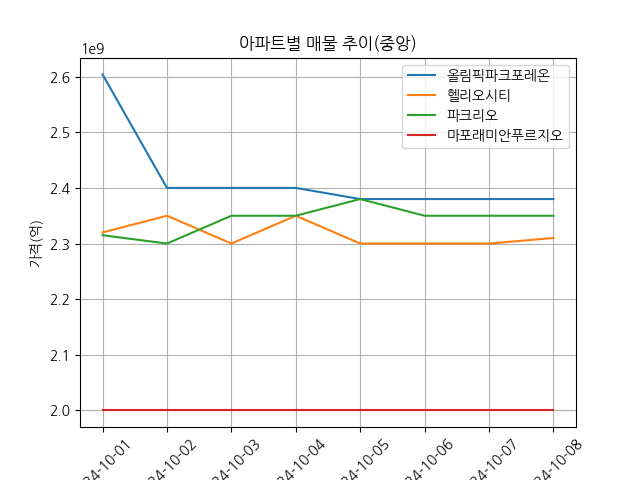 아파트별 매물 추이(중앙)
1e9
올림픽파크포레온
헬리오시티
파크리오
마포래미안푸르지오
가격(억)
2.6
2.5
2.4
2.3
2.2
2.1
2.0
24-10-01
24-10-02
24-10-03
24-10-04
24-10-05
24-10-06
24-10-07
24-10-08